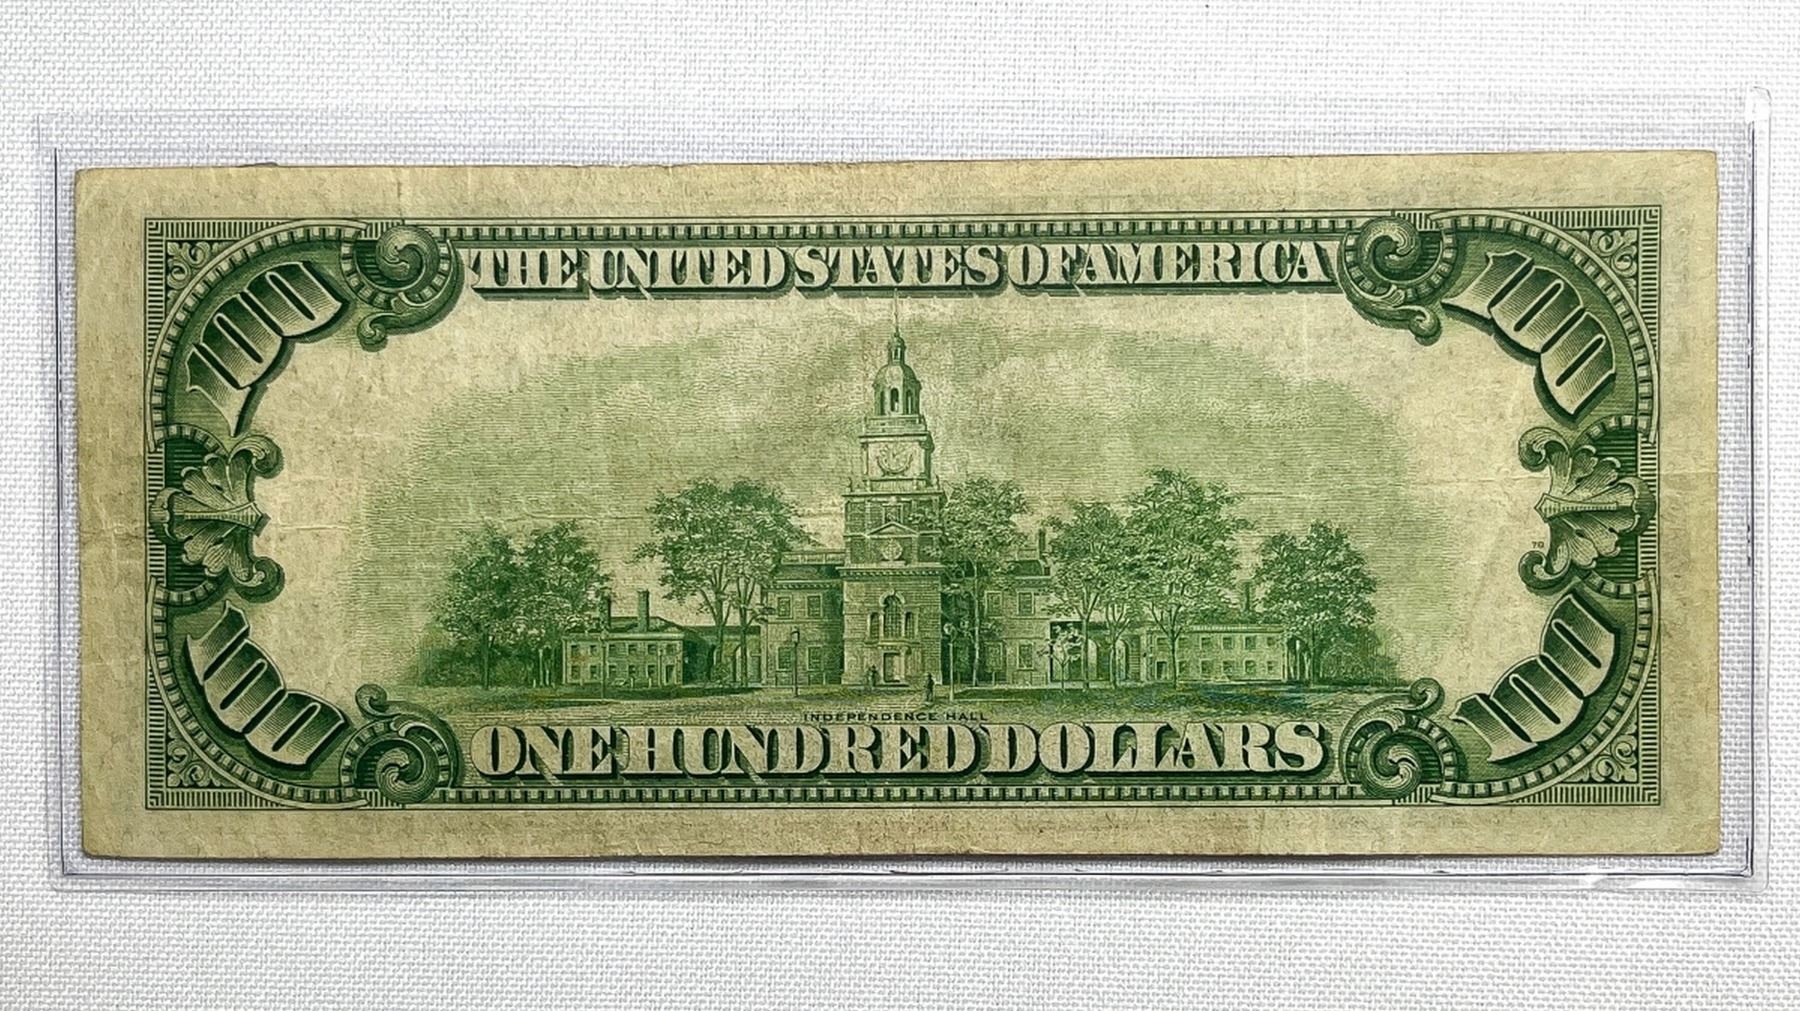 THE UNITED STATES OF AMERICA
100
100
INDEPENDENCE HALL
100
100
ONE HUNDRED DOLLARS